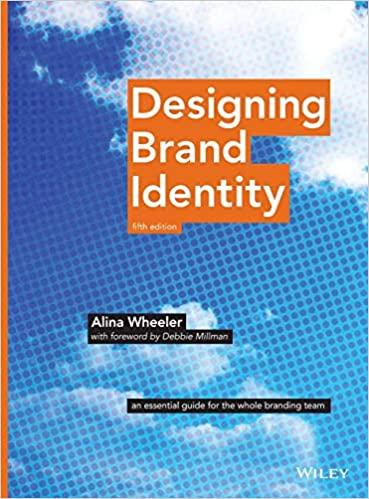 Designing
Brand
Identity
fifth edition
Alina Wheeler
with foreword by Debbie Millman
an essential guide for the whole branding team
WILEY